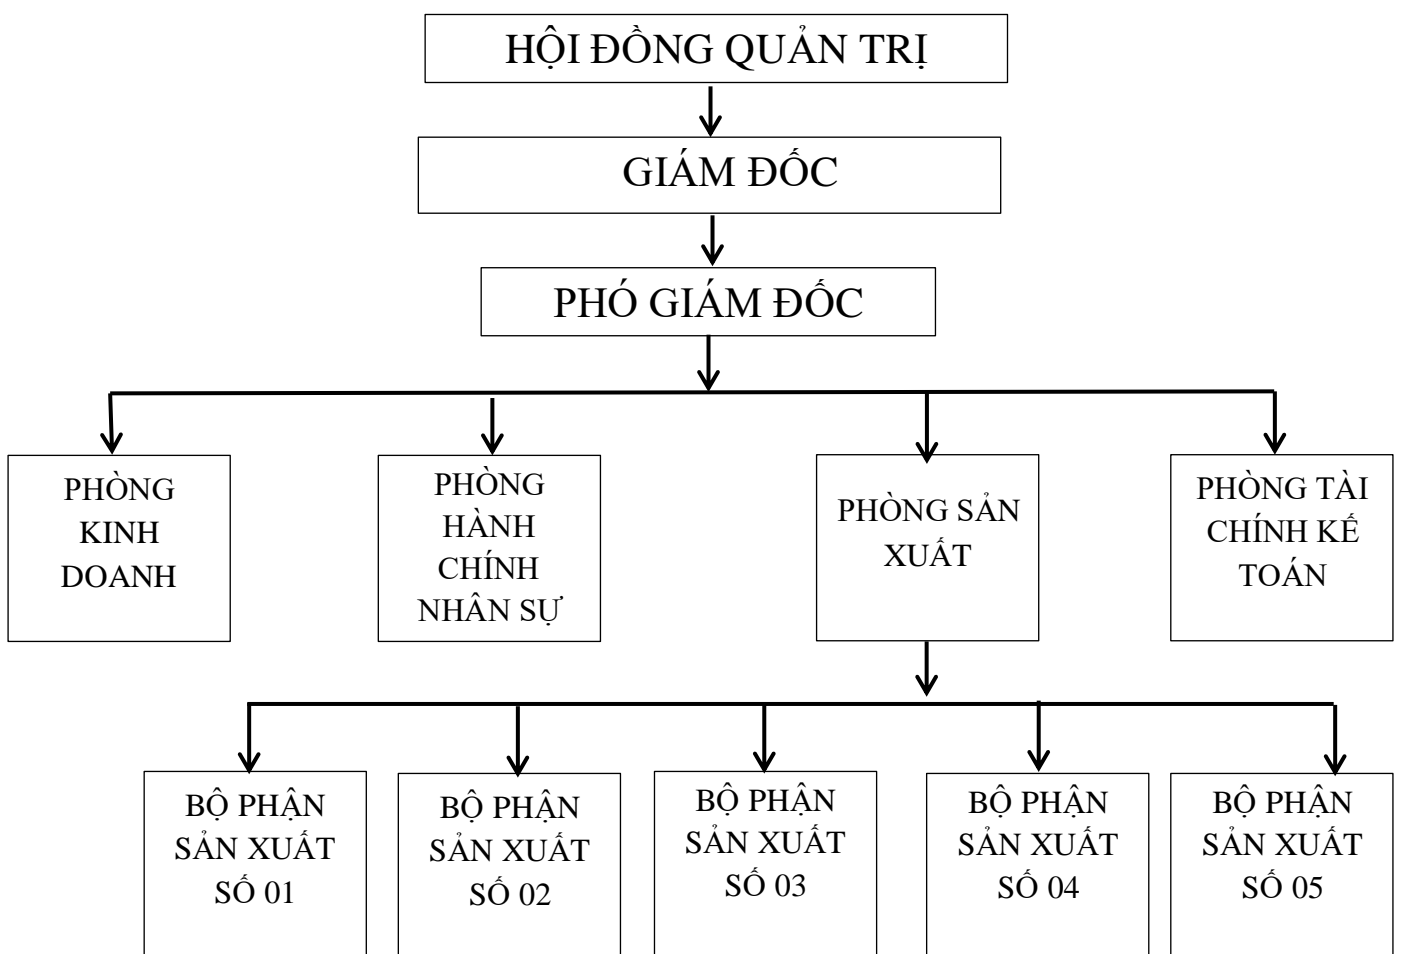 HỘI ĐỒNG QUẢN TRỊ
GIÁM ĐỐC
PHÓ GIÁM ĐỐC
PHÒNG
KINH
DOANH
PHÒNG
HÀNH
CHÍNH
NHÂN SỰ
PHÒNG SẢN
XUẤT
PHÒNG TÀI
CHÍNH KẾ
TOÁN
BỘ PHẬN
SẢN XUẤT
SỐ 01
BỘ PHẬN
SẢN XUẤT
SỐ 02
BỘ PHẬN
SẢN XUẤT
SỐ 03
BỘ PHẬN
SẢN XUẤT
SỐ 04
BỘ PHẬN
SẢN XUẤT
SỐ 05